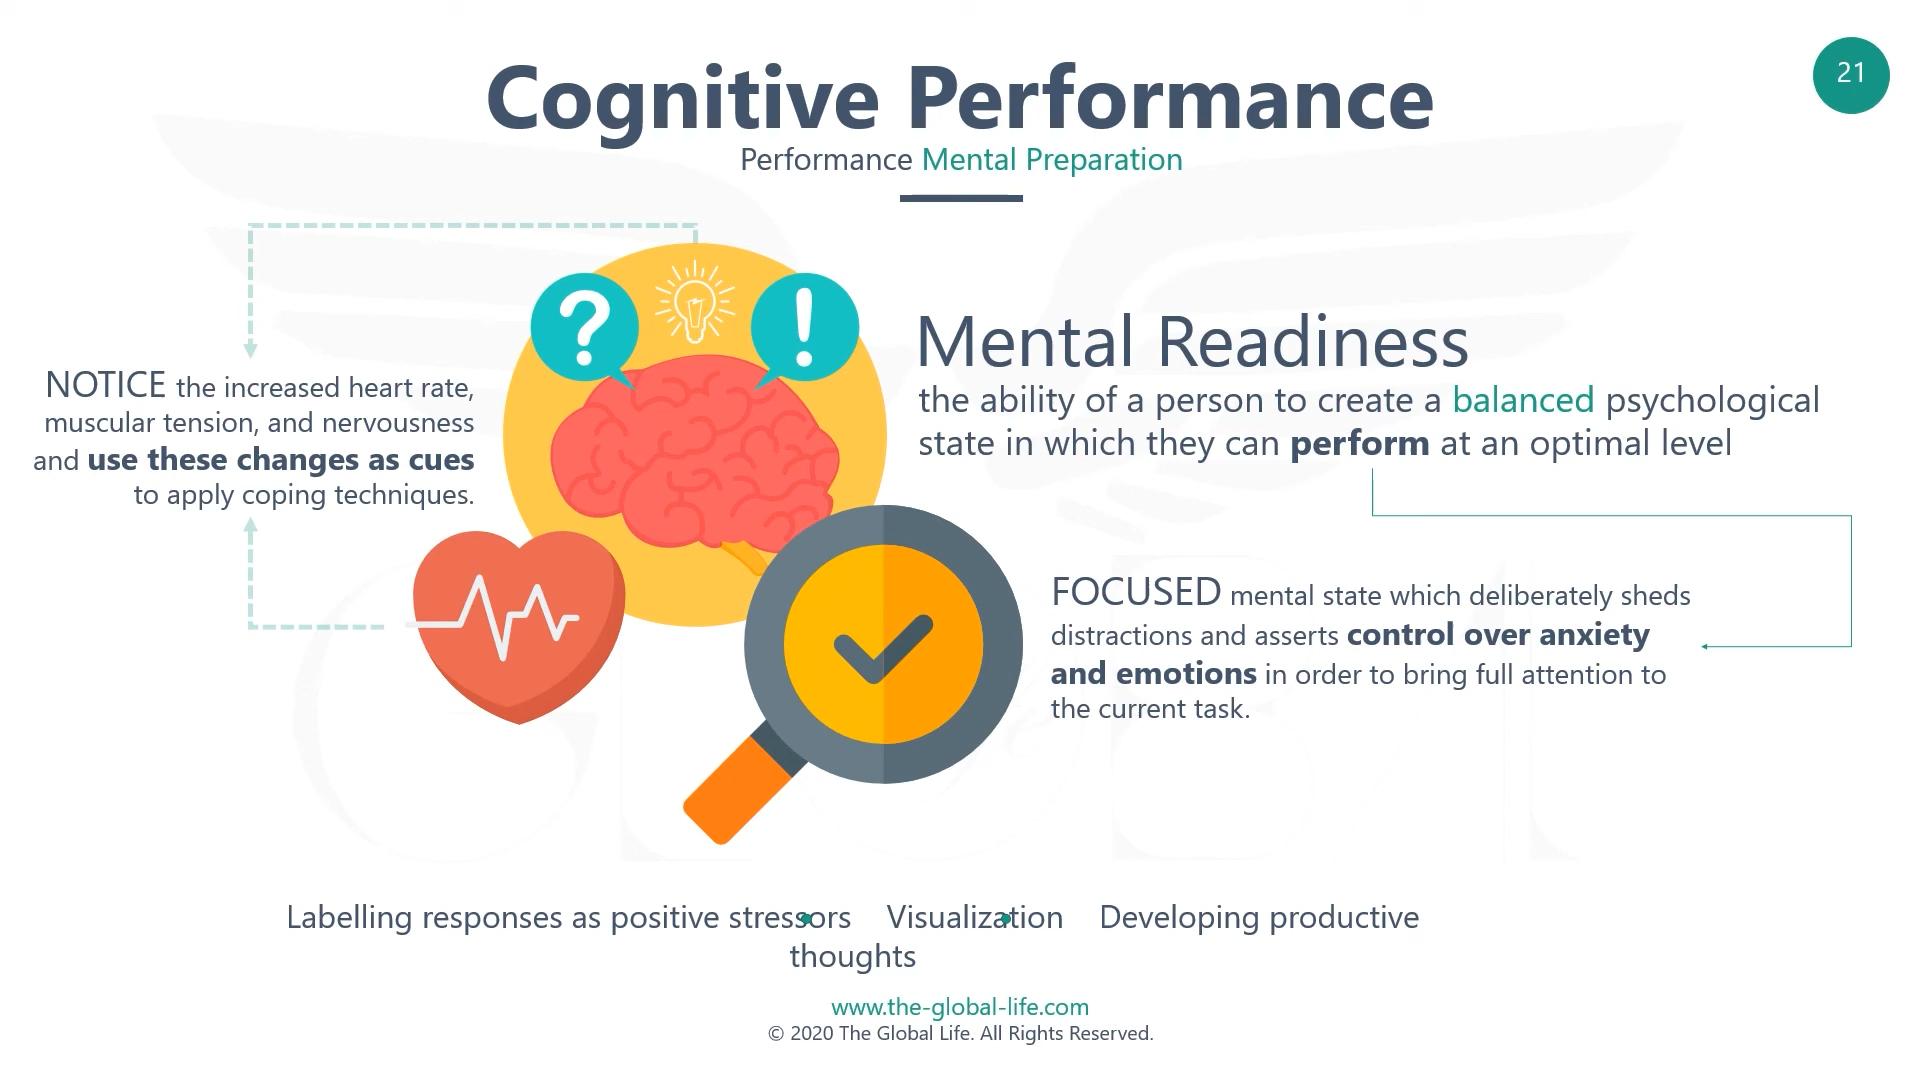 Cognitive Performance
21
Performance Mental Preparation
? !
Mental Readiness
the ability of a person to create a balanced psychological
state in which they can perform at an optimal level
NOTICE the increased heart rate,
muscular tension, and nervousness
and use these changes as cues
to apply coping techniques.
FOCUSED mental state which deliberately sheds
distractions and asserts control over anxiety
and emotions in order to bring full attention to
the current task.
Labelling responses as positive stressors Visualization Developing productive
thoughts
www.the-global-life.com
© 2020 The Global Life. All Rights Reserved.